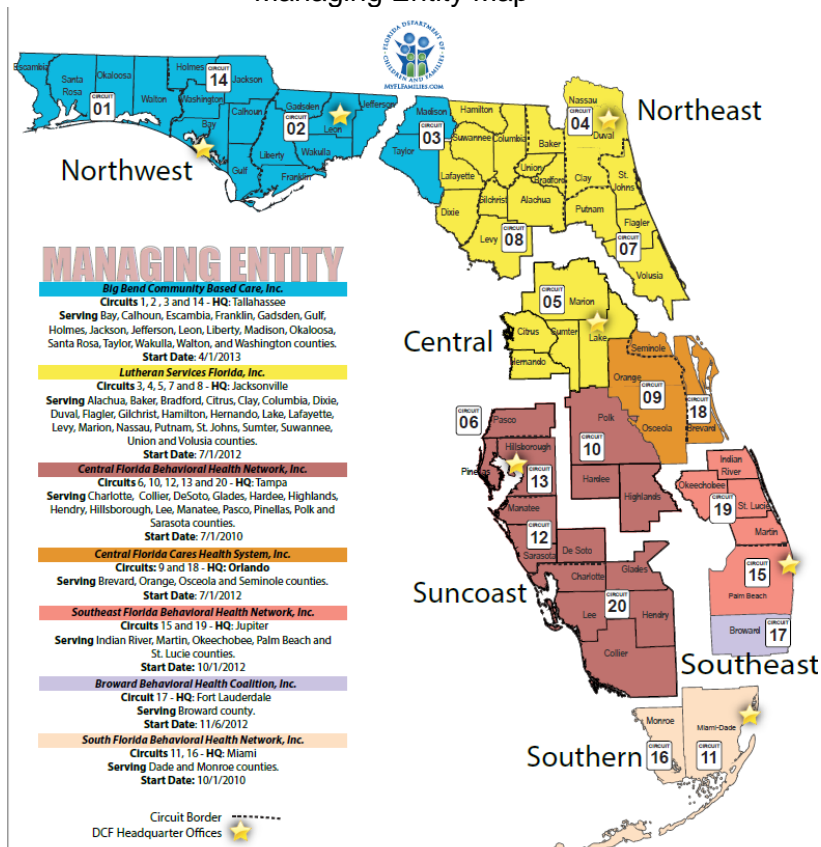 Managing Entity Map
FLORIDA DEPARTMENT OF
CHILDREN AND FAMILIES
MYFLFAMILIES.COM
Escambia
Santa
Rosa
Okaloosa
Walton
CIRCUIT
01
Holmes
CIRCUIT
14
Jackson
Washington
Bay
Calhoun
Gulf
Northwest
Gadsden
CIRCUIT
02
Leon
Jefferson
Liberty
Wakulla
Franklin
Madison
CIRCUIT
03
Taylor
Hamilton
Suwannee
Columbia
Baker
Lafayette
Union
Bradford
Gilchrist
Alachua
Dixie
Levy
CIRCUIT
08
Nassau
CIRCUIT
04
Duval
Northeast
Clay
St.
Johns
Putnam
Flagler
CIRCUIT
07
Volusia
CIRCUIT
05
Marion
Citrus
Sumter
Lake
Hernando
Central
Seminole
Orange
CIRCUIT
09
CIRCUIT
18
Osceola
Brevard
CIRCUIT
06
Pasco
Hillsborough
Pinellas
CIRCUIT
13
Polk
CIRCUIT
10
Hardee
Highlands
Manatee
CIRCUIT
12
Sarasota
De Soto
Charlotte
Glades
Suncoast
Lee
CIRCUIT
20
Hendry
Collier
Indian
River
Okeechobee
CIRCUIT
19
St. Lucie
Martin
CIRCUIT
15
Palm Beach
Broward
CIRCUIT
17
Southeast
Monroe
Miami-Dade
Southern
CIRCUIT
16
CIRCUIT
11
MANAGING ENTITY
Big Bend Community Based Care, Inc.
Circuits 1, 2 , 3 and 14 - HQ: Tallahassee
Serving Bay, Calhoun, Escambia, Franklin, Gadsden, Gulf,
Holmes, Jackson, Jefferson, Leon, Liberty, Madison, Okaloosa,
Santa Rosa, Taylor, Wakulla, Walton, and Washington counties.
Start Date: 4/1/2013
Lutheran Services Florida, Inc.
Circuits 3, 4, 5, 7 and 8 - HQ: Jacksonville
Serving Alachua, Baker, Bradford, Citrus, Clay, Columbia, Dixie,
Duval, Flagler, Gilchrist, Hamilton, Hernando, Lake, Lafayette,
Levy, Marion, Nassau, Putnam, St. Johns, Sumter, Suwannee,
Union and Volusia counties.
Start Date: 7/1/2012
Central Florida Behavioral Health Network, Inc.
Circuits 6, 10, 12, 13 and 20 - HQ: Tampa
Serving Charlotte, Collier, DeSoto, Glades, Hardee, Highlands,
Hendry, Hillsborough, Lee, Manatee, Pasco, Pinellas, Polk and
Sarasota counties.
Start Date: 7/1/2010
Central Florida Cares Health System, Inc.
Circuits: 9 and 18 - HQ: Orlando
Serving Brevard, Orange, Osceola and Seminole counties.
Start Date: 7/1/2012
Southeast Florida Behavioral Health Network, Inc.
Circuits 15 and 19 - HQ: Jupiter
Serving Indian River, Martin, Okeechobee, Palm Beach and
St. Lucie counties.
Start Date: 10/1/2012
Broward Behavioral Health Coalition, Inc.
Circuit 17 - HQ: Fort Lauderdale
Serving Broward county.
Start Date: 11/6/2012
South Florida Behavioral Health Network, Inc.
Circuits 11, 16 - HQ: Miami
Serving Dade and Monroe counties.
Start Date: 10/1/2010
Circuit Border
DCF Headquarter Offices